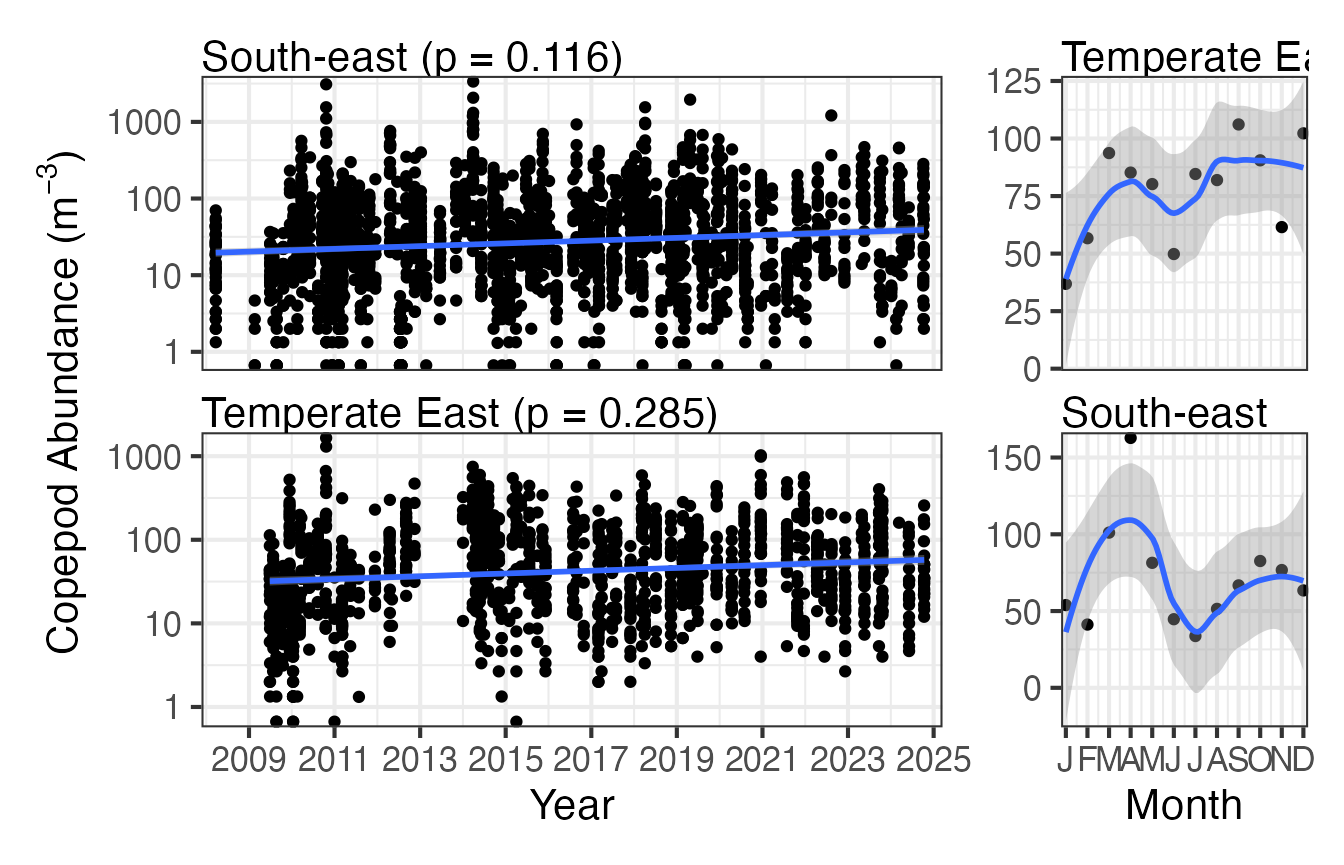 South-east (p = 0.116)
Temperate Ea
Copepod Abundance (m⁻³)
1000
100
10
1
125
100
75
50
25
0
Temperate East (p = 0.285)
South-east
1000
100
10
1
150
100
50
0
2009 2011 2013 2015 2017 2019 2021 2023 2025
J F M A M J J A S O N D
Year
Month